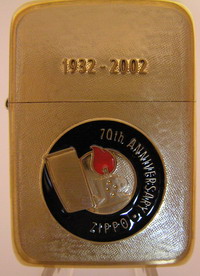 1932 - 2002
70th ANNIVERSARY
ZIPPO